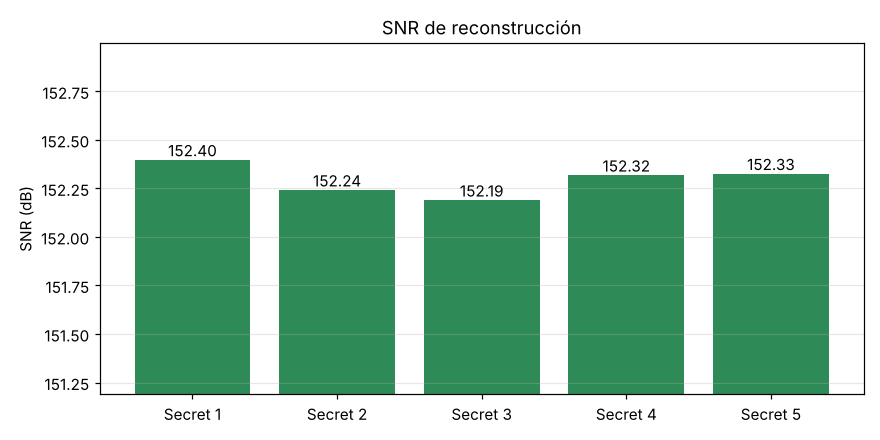 SNR de reconstrucción
SNR (dB)
152.75
152.50
152.25
152.00
151.75
151.50
151.25
152.40
152.24
152.19
152.32
152.33
Secret 1
Secret 2
Secret 3
Secret 4
Secret 5